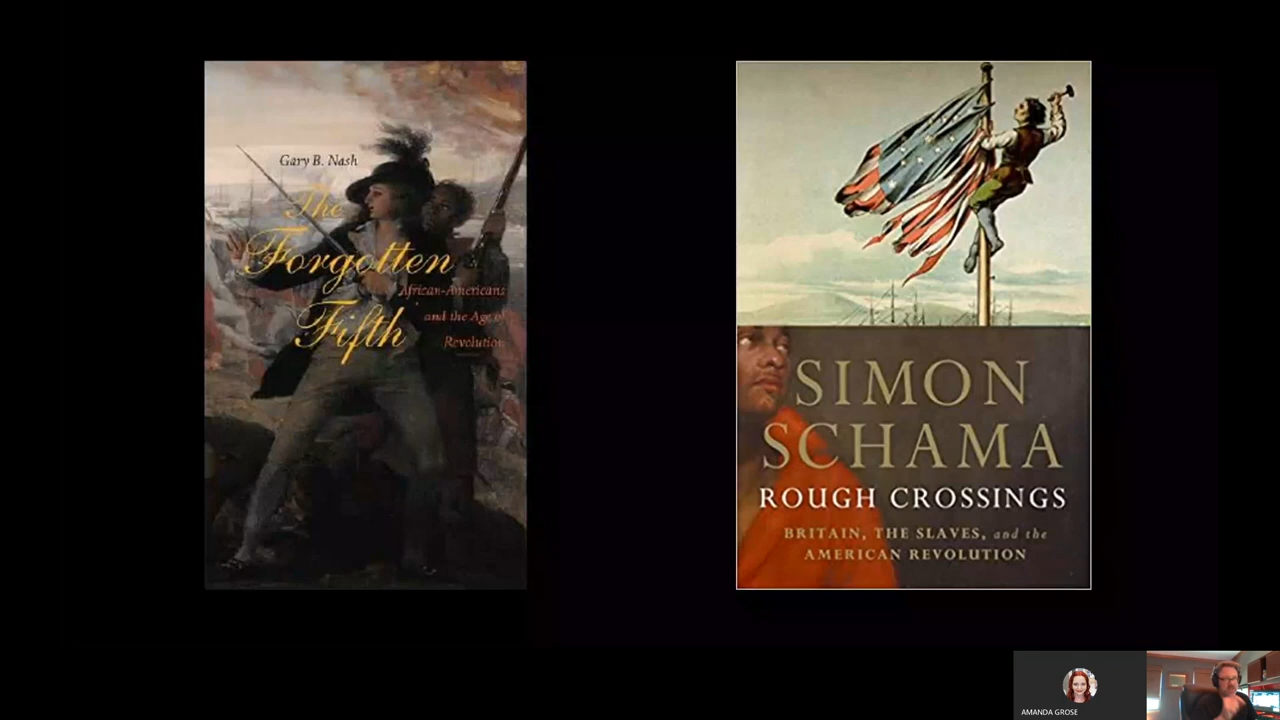 Gary B. Nash
The
Forgotten
Fifth
African-Americans
and the Age of
Revolution
SIMON
SCHAMA
ROUGH CROSSINGS
BRITAIN, THE SLAVES, and the
AMERICAN REVOLUTION
AMANDA GROSE